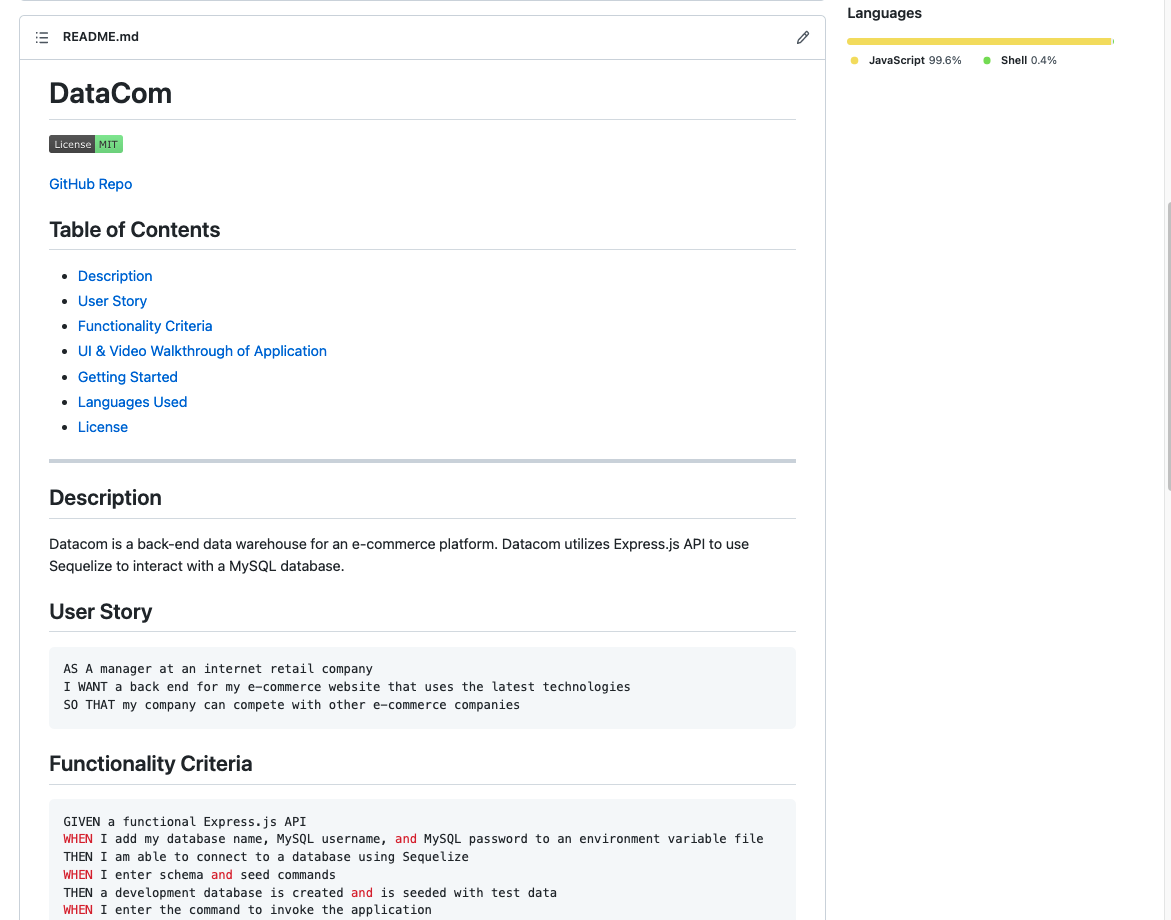 README.md
DataCom
License MIT
GitHub Repo
Table of Contents
Description
User Story
Functionality Criteria
UI & Video Walkthrough of Application
Getting Started
Languages Used
License
Description
Datacom is a back-end data warehouse for an e-commerce platform. Datacom utilizes Express.js API to use
Sequelize to interact with a MySQL database.
User Story
AS A manager at an internet retail company
I WANT a back end for my e-commerce website that uses the latest technologies
SO THAT my company can compete with other e-commerce companies
Functionality Criteria
GIVEN a functional Express.js API
WHEN I add my database name, MySQL username, and MySQL password to an environment variable file
THEN I am able to connect to a database using Sequelize
WHEN I enter schema and seed commands
THEN a development database is created and is seeded with test data
WHEN I enter the command to invoke the application
Languages
JavaScript 99.6% Shell 0.4%